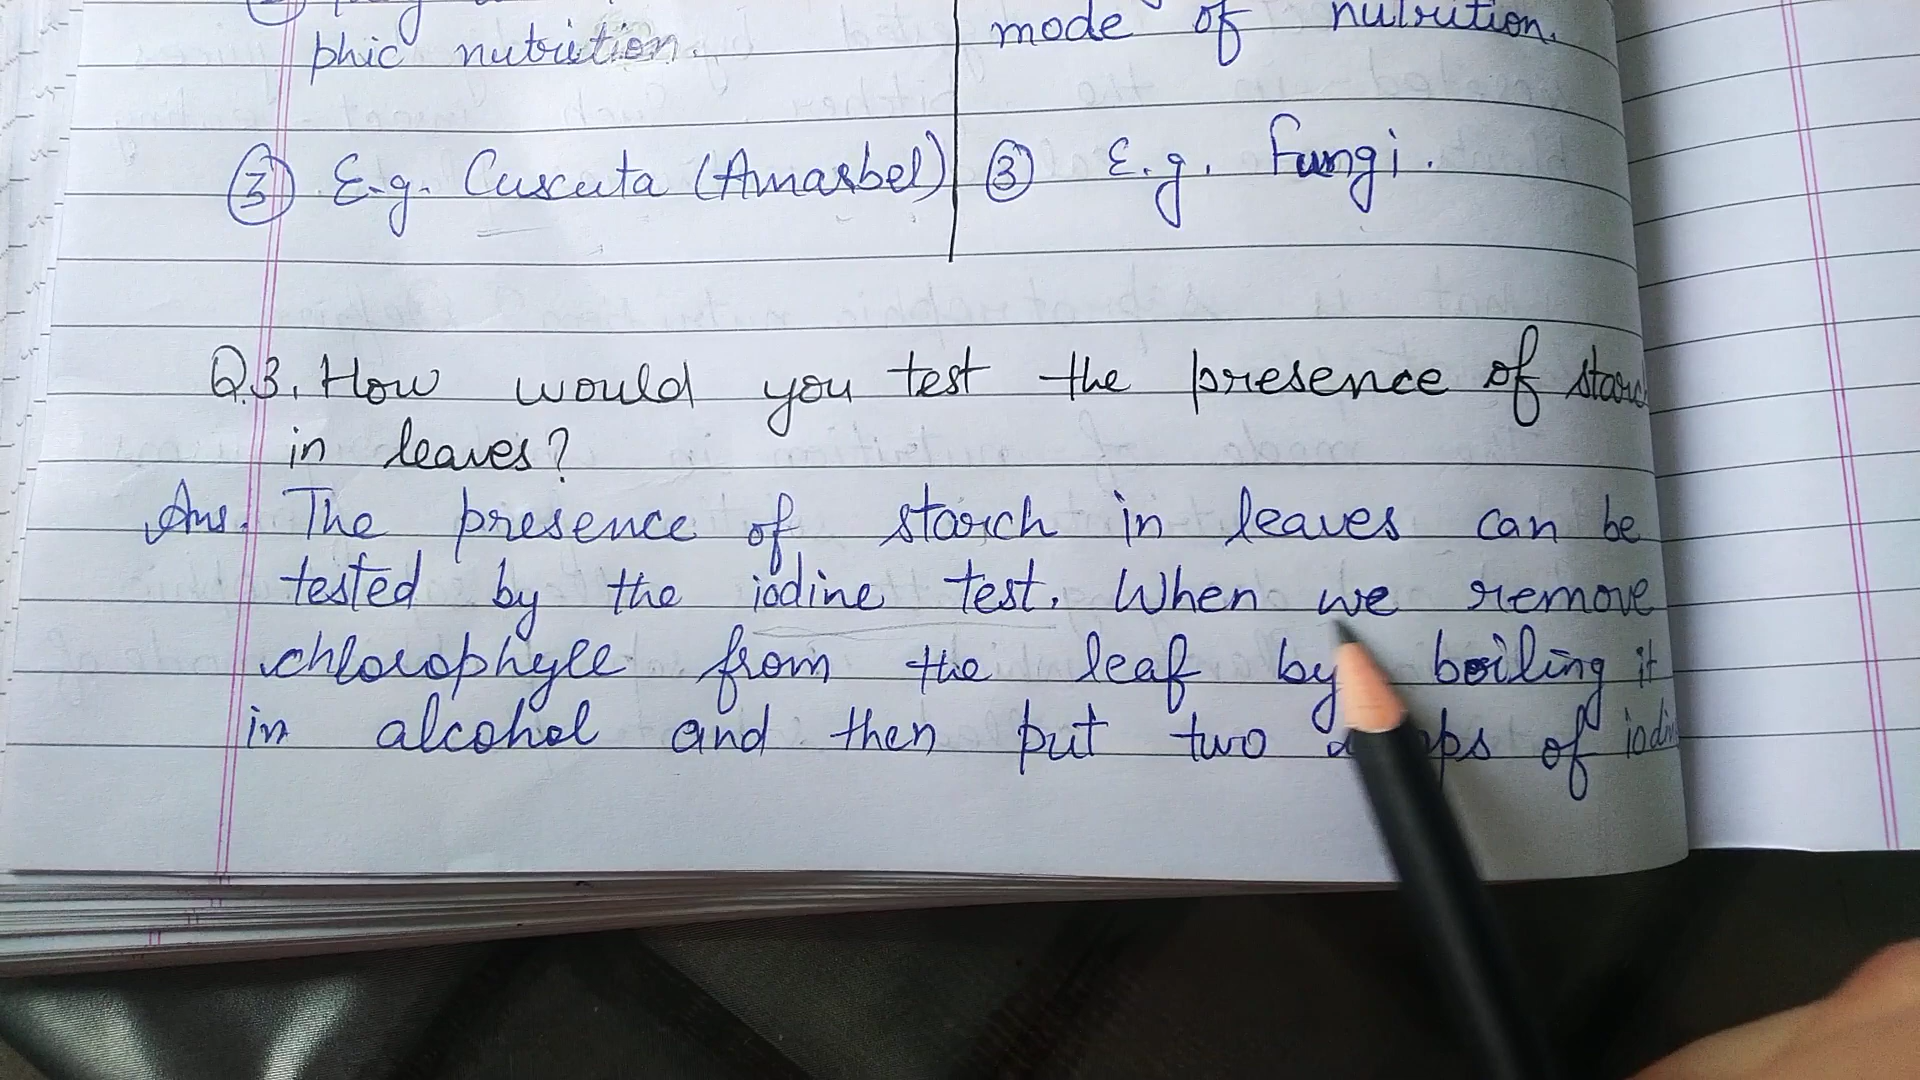 phic nutrition.
mode of nutrition.
③ E.g. Cuscuta (Amarbel)
③ E.g. Fungi.
Q.3. How would you test the presence of starc
in leaves?
Ans. The presence of starch in leaves can be
tested by the iodine test. When we remove
chlorophyll from the leaf by boiling it
in alcohol and then put two of iodin